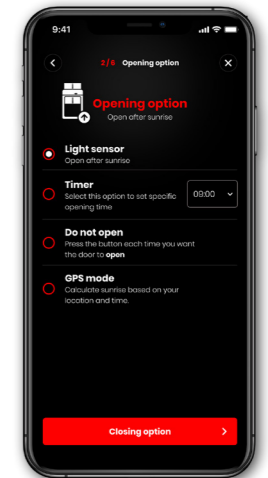 9:41
2/6 Opening option
Opening option
Open after sunrise
Light sensor
Open after sunrise
Timer
Select this option to set specific
opening time
09:00
Do not open
Press the button each time you want
the door to open
GPS mode
Calculate sunrise based on your
location and time.
Closing option